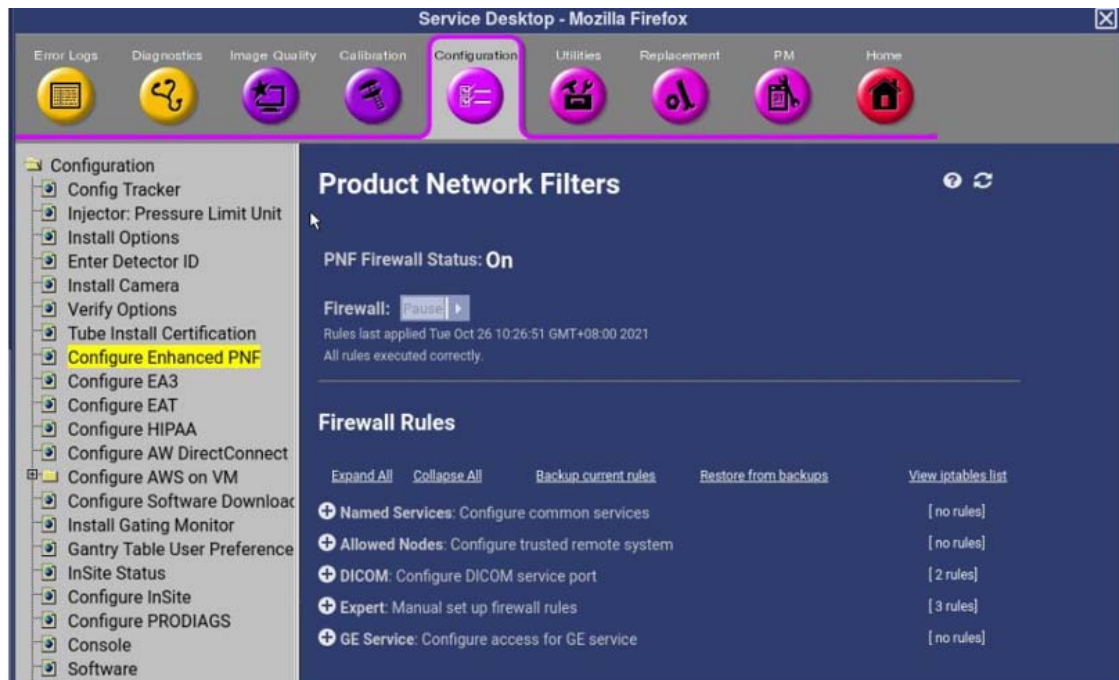 Service Desktop - Mozilla Firefox
Error Logs
Diagnostics
Image Quality
Calibration
Configuration
Utilities
Replacement
PM
Home
Configuration
Config Tracker
Injector: Pressure Limit Unit
Install Options
Enter Detector ID
Install Camera
Verify Options
Tube Install Certification
Configure Enhanced PNF
Configure EA3
Configure EAT
Configure HIPAA
Configure AW DirectConnect
Configure AWS on VM
Configure Software Downloac
Install Gating Monitor
Gantry Table User Preference
InSite Status
Configure InSite
Configure PRODIAGS
Console
Software
Product Network Filters
PNF Firewall Status: On
Firewall: Pause
Rules last applied Tue Oct 26 10:26:51 GMT+08:00 2021
All rules executed correctly.
Firewall Rules
Expand All Collapse All Backup current rules Restore from backups View iptables list
Named Services: Configure common services [ no rules]
Allowed Nodes: Configure trusted remote system [ no rules]
DICOM: Configure DICOM service port [ 2 rules]
Expert: Manual set up firewall rules [ 3 rules]
GE Service: Configure access for GE service [ no rules]